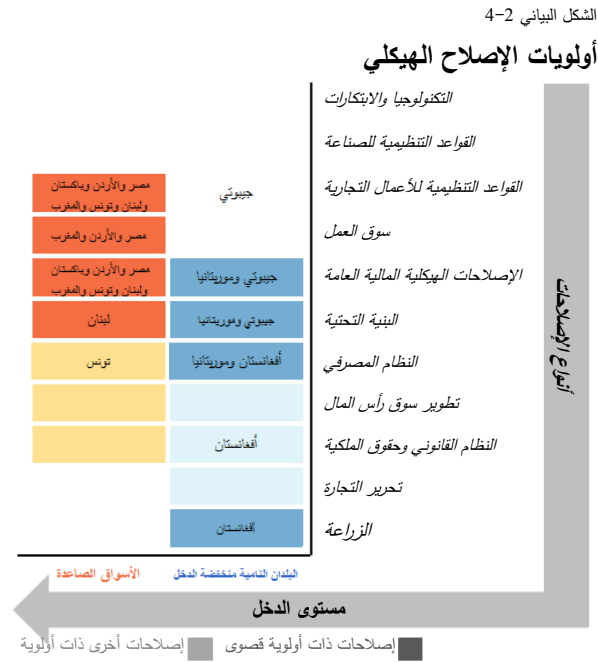 الشكل البياني 2-4
أولويات الإصلاح الهيكلي
التكنولوجيا والابتكارات
القواعد التنظيمية للصناعة
القواعد التنظيمية للأعمال التجارية
جيبوتي
مصر والأردن وباكستان
ولبنان وتونس والمغرب
سوق العمل
مصر والأردن والمغرب
الإصلاحات الهيكلية المالية العامة
جيبوتي وموريتانيا
مصر والأردن وباكستان
ولبنان وتونس والمغرب
البنية التحتية
جيبوتي وموريتانيا
لبنان
النظام المصرفي
أفغانستان وموريتانيا
تونس
تطوير سوق رأس المال
النظام القانوني وحقوق الملكية
أفغانستان
تحرير التجارة
الزراعة
أفغانستان
أنواع الإصلاحات
البلدان النامية منخفضة الدخل
الأسواق الصاعدة
مستوى الدخل
إصلاحات ذات أولوية قصوى
إصلاحات أخرى ذات أولوية